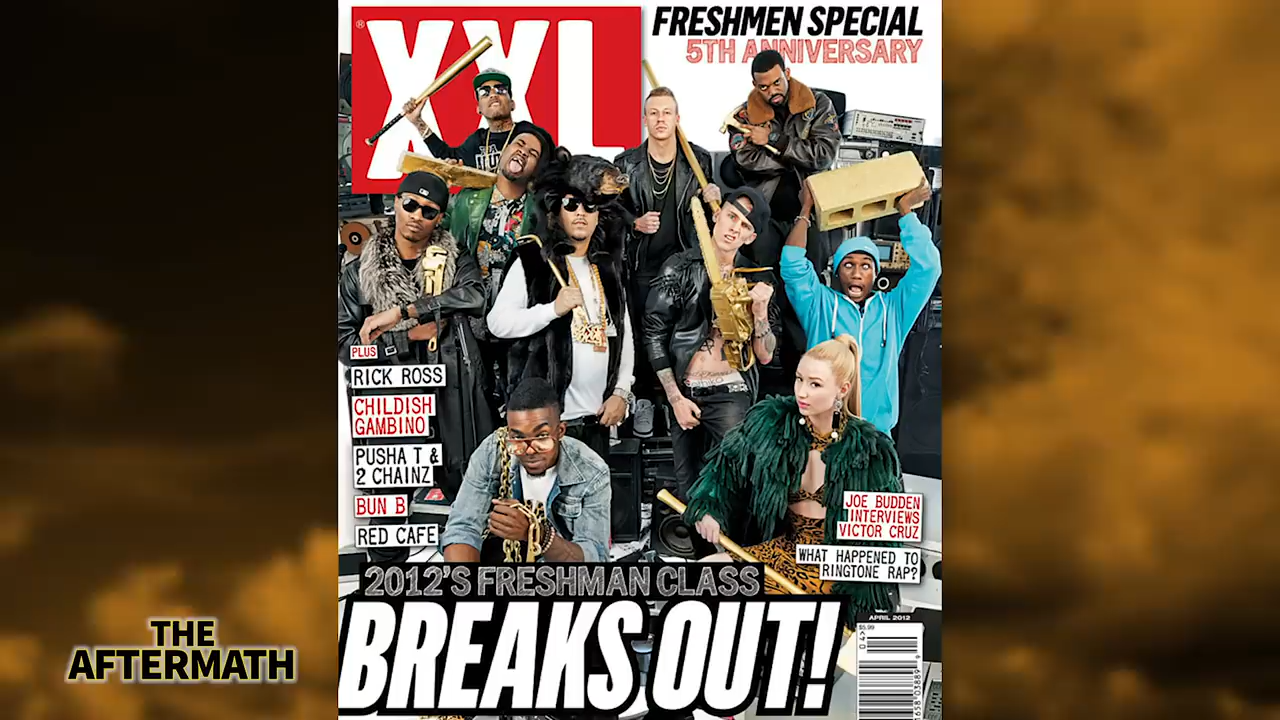 XXL
®
FRESHMEN SPECIAL
5TH ANNIVERSARY
PLUS
RICK ROSS
CHILDISH
GAMBINO
PUSHA T &
2 CHAINZ
BUN B
RED CAFE
JOE BUDDEN
INTERVIEWS
VICTOR CRUZ
WHAT HAPPENED TO
RINGTONE RAP?
2012'S FRESHMAN CLASS
BREAKS OUT!
APRIL 2012
$5.99
THE
AFTERMATH